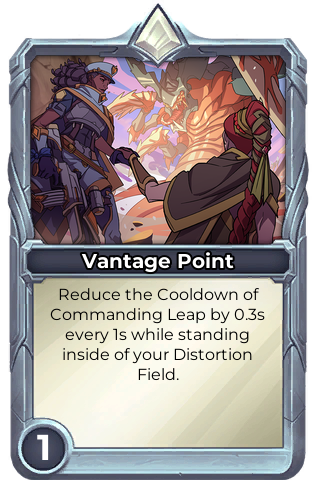 Vantage Point
Reduce the Cooldown of
Commanding Leap by 0.3s
every 1s while standing
inside of your Distortion
Field.
1